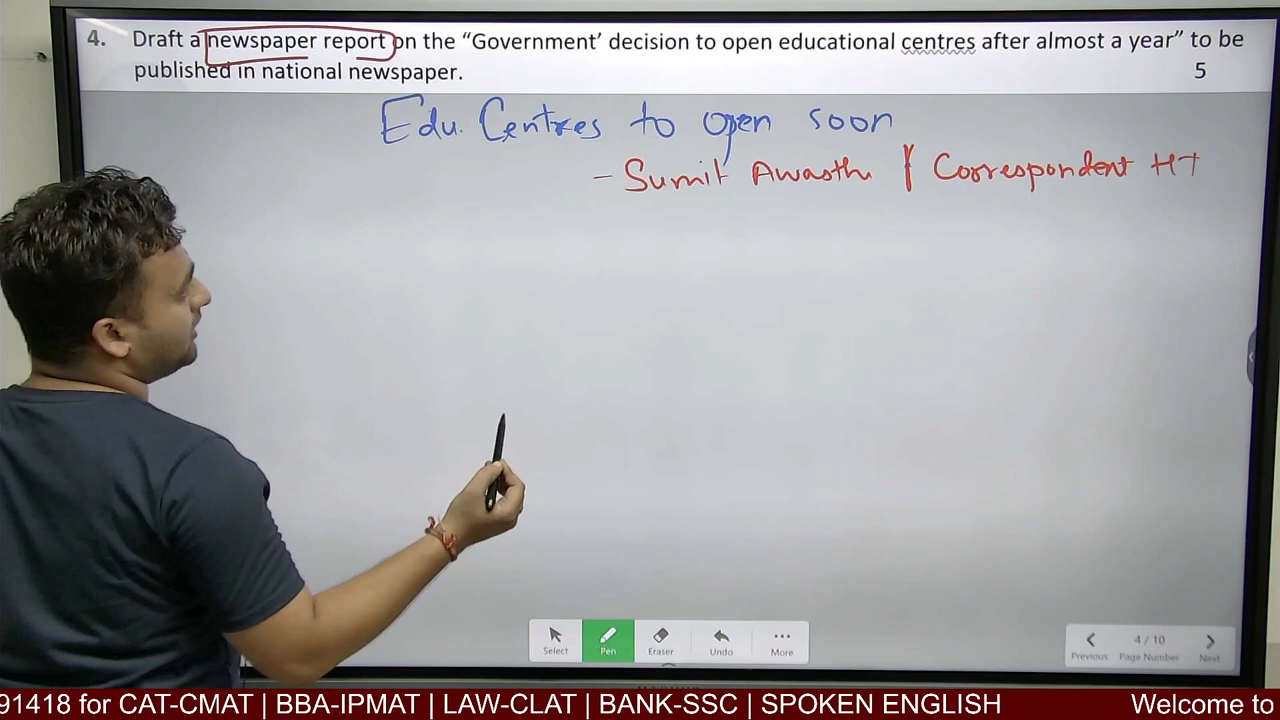 4. Draft a newspaper report on the “Government’ decision to open educational centres after almost a year” to be
published in national newspaper. 5
Edu. Centres to open soon
- Sumit Awasthi | Correspondent HT
Select Pen Eraser Undo More
4 / 10
Previous Page Number Next
91418 for CAT-CMAT | BBA-IPMAT | LAW-CLAT | BANK-SSC | SPOKEN ENGLISH Welcome to